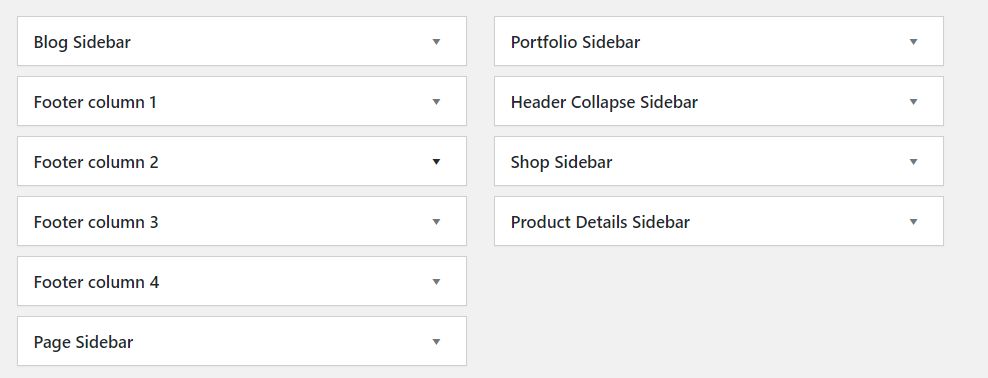 Blog Sidebar
Footer column 1
Footer column 2
Footer column 3
Footer column 4
Page Sidebar
Portfolio Sidebar
Header Collapse Sidebar
Shop Sidebar
Product Details Sidebar